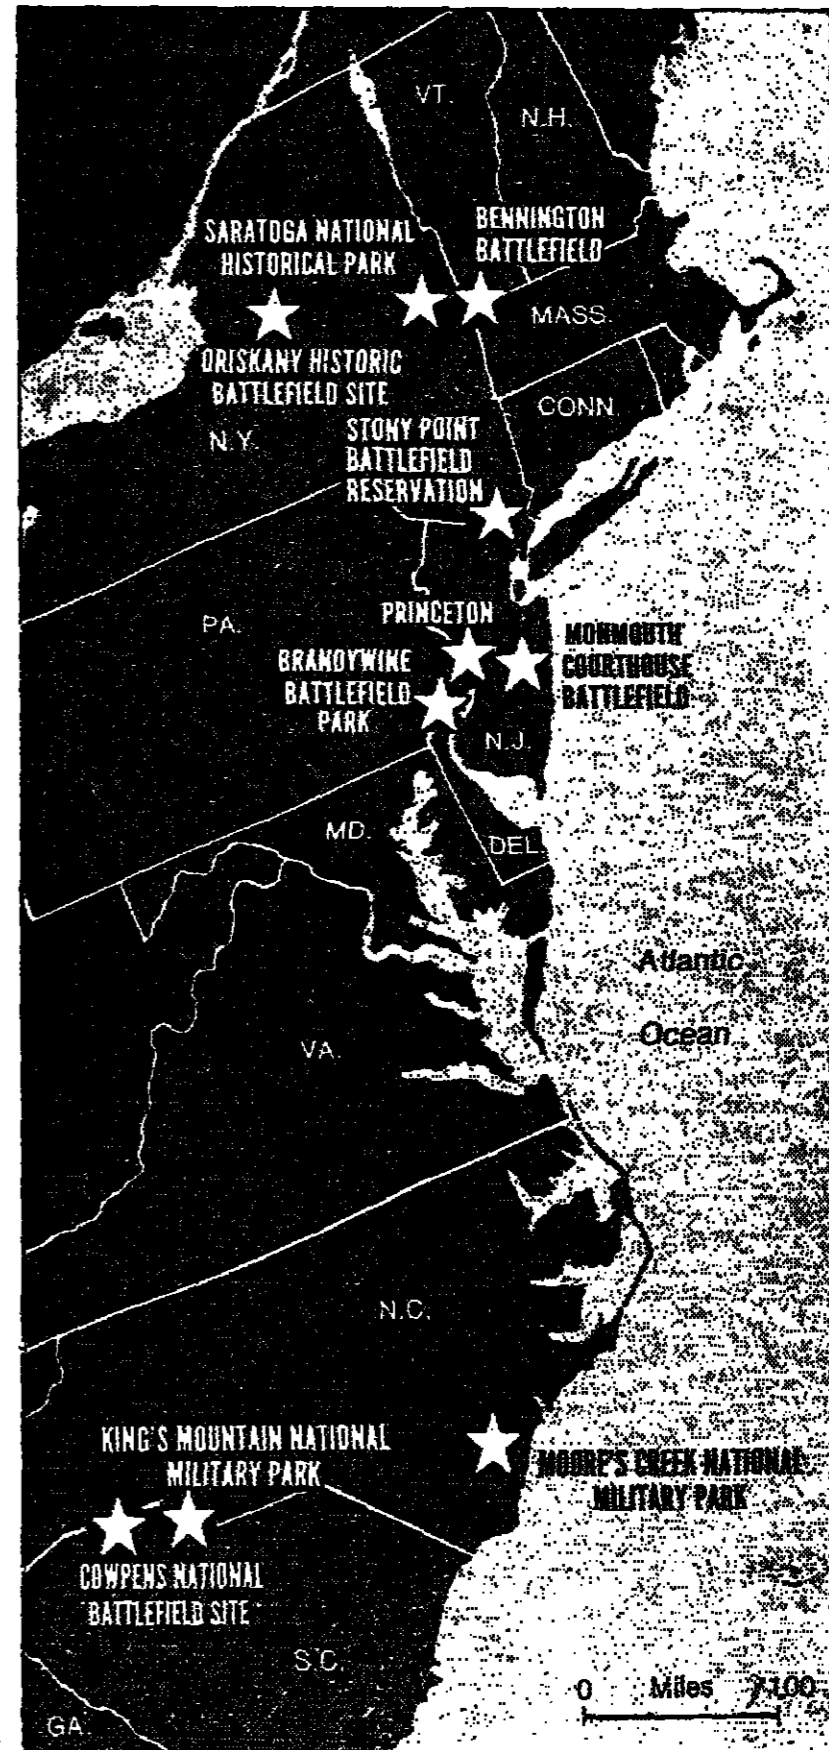 VT.
N.H.
SARATOGA NATIONAL
HISTORICAL PARK
BENNINGTON
BATTLEFIELD
MASS.
ORISKANY HISTORIC
BATTLEFIELD SITE
CONN.
N.Y.
STONY POINT
BATTLEFIELD
RESERVATION
PRINCETON
PA.
MONMOUTH
COURTHOUSE
BATTLEFIELD
BRANDYWINE
BATTLEFIELD
PARK
N.J.
MD.
DEL.
Atlantic
Ocean
VA.
N.C.
KING'S MOUNTAIN NATIONAL
MILITARY PARK
MOORE'S CREEK NATIONAL
MILITARY PARK
COWPENS NATIONAL
BATTLEFIELD SITE
S.C.
0 Miles 100
GA.